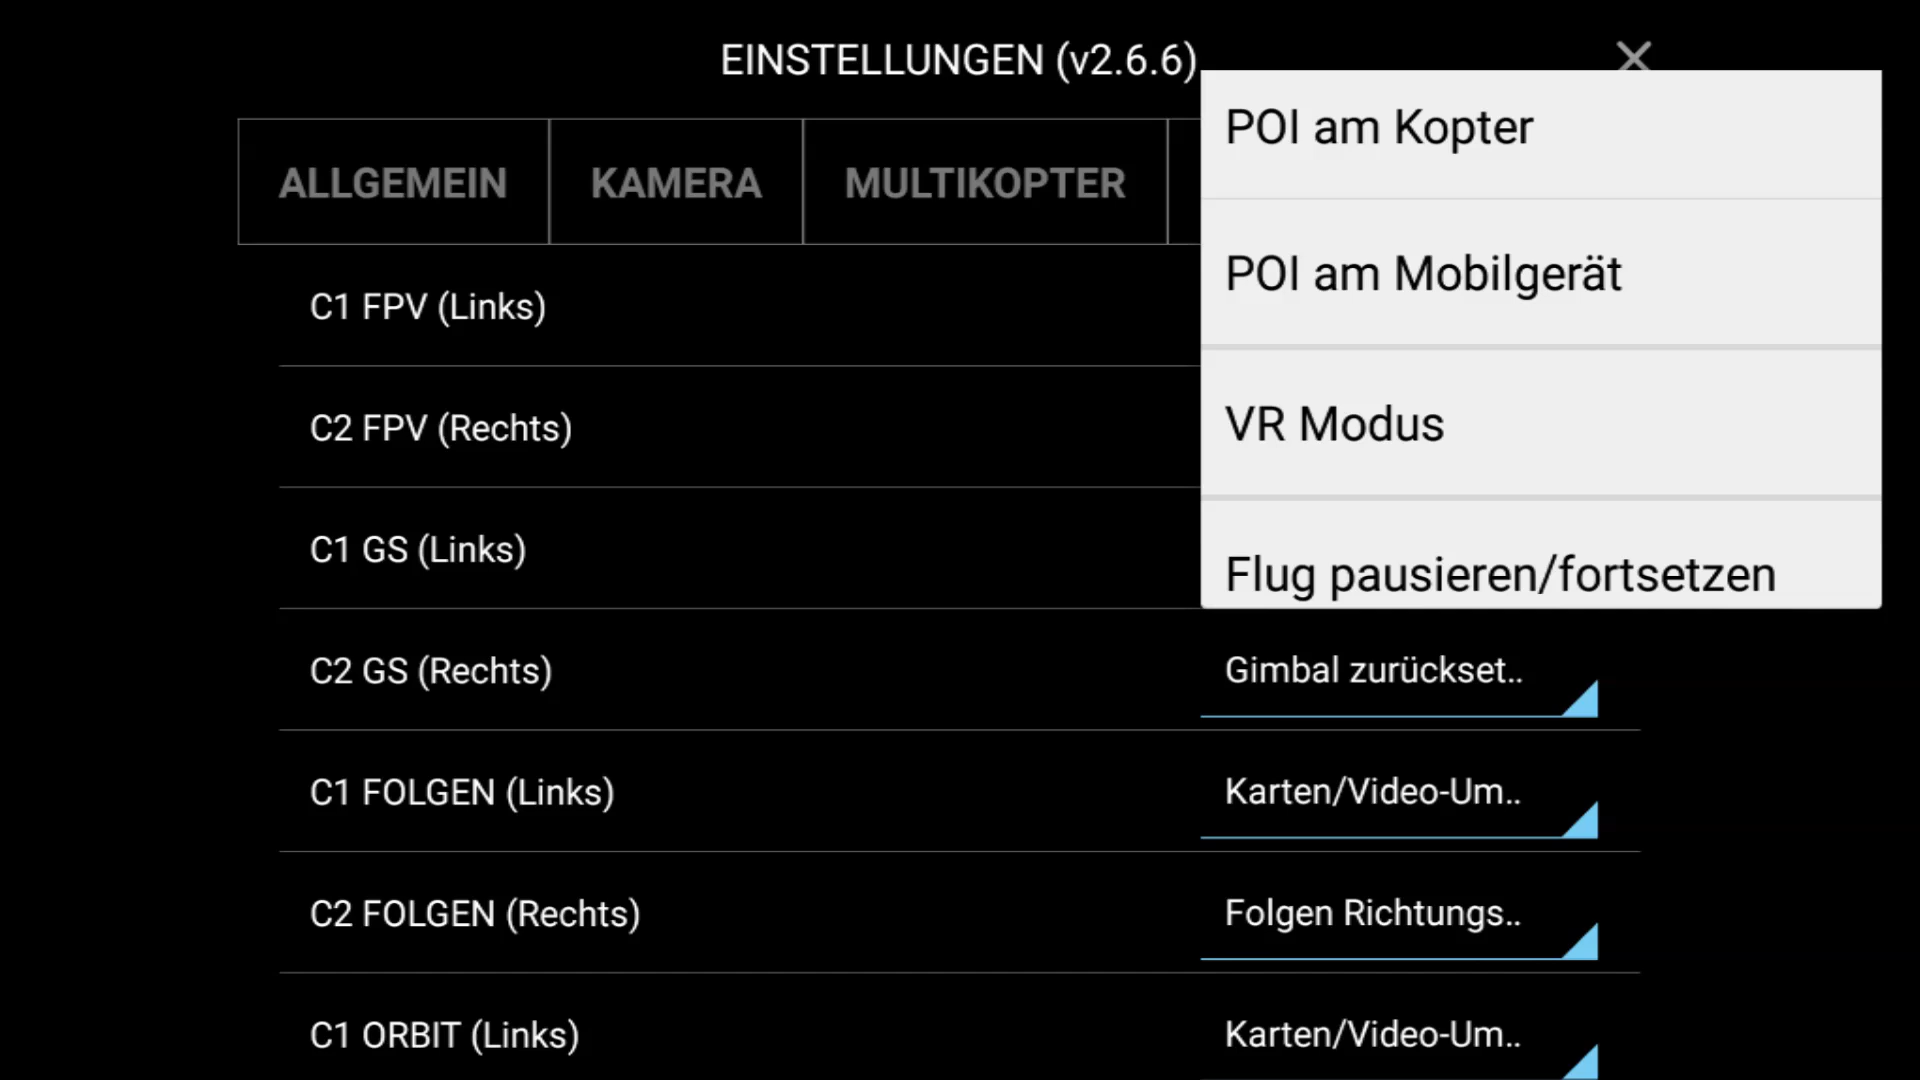 EINSTELLUNGEN (v2.6.6)
ALLGEMEIN
KAMERA
MULTIKOPTER
POI am Kopter
POI am Mobilgerät
VR Modus
Flug pausieren/fortsetzen
C1 FPV (Links)
C2 FPV (Rechts)
C1 GS (Links)
C2 GS (Rechts)
Gimbal zurückset..
C1 FOLGEN (Links)
Karten/Video-Um..
C2 FOLGEN (Rechts)
Folgen Richtungs..
C1 ORBIT (Links)
Karten/Video-Um..